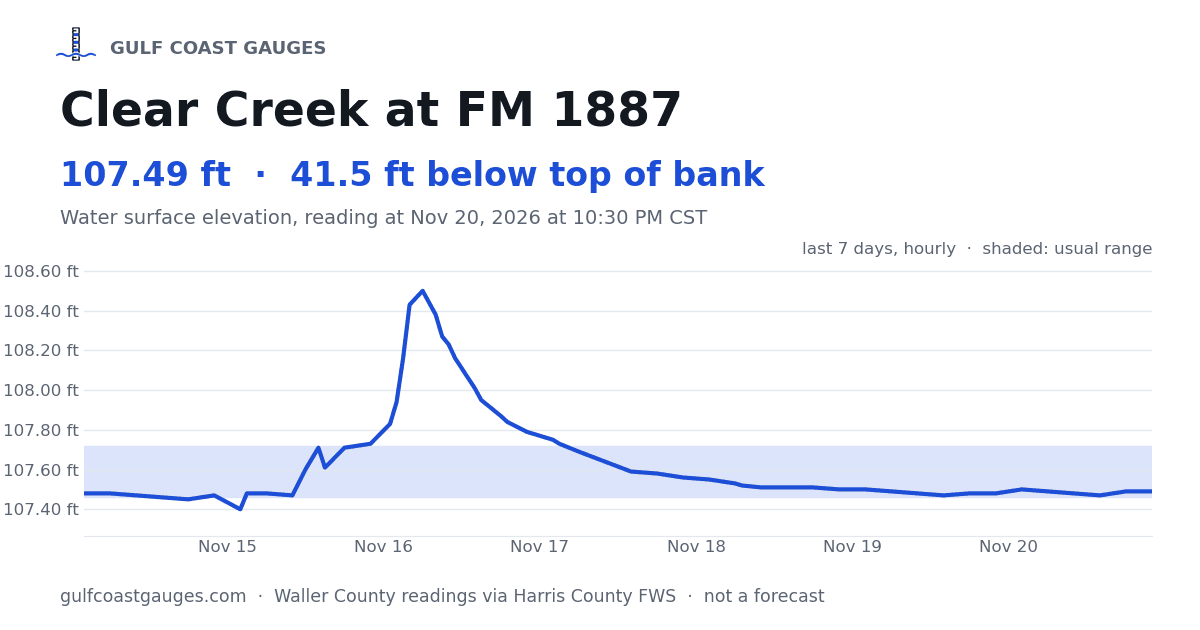 GULF COAST GAUGES
Clear Creek at FM 1887
107.49 ft · 41.5 ft below top of bank
Water surface elevation, reading at Nov 20, 2026 at 10:30 PM CST
last 7 days, hourly · shaded: usual range
108.60 ft
108.40 ft
108.20 ft
108.00 ft
107.80 ft
107.60 ft
107.40 ft
Nov 15 Nov 16 Nov 17 Nov 18 Nov 19 Nov 20
gulfcoastgauges.com · Waller County readings via Harris County FWS · not a forecast